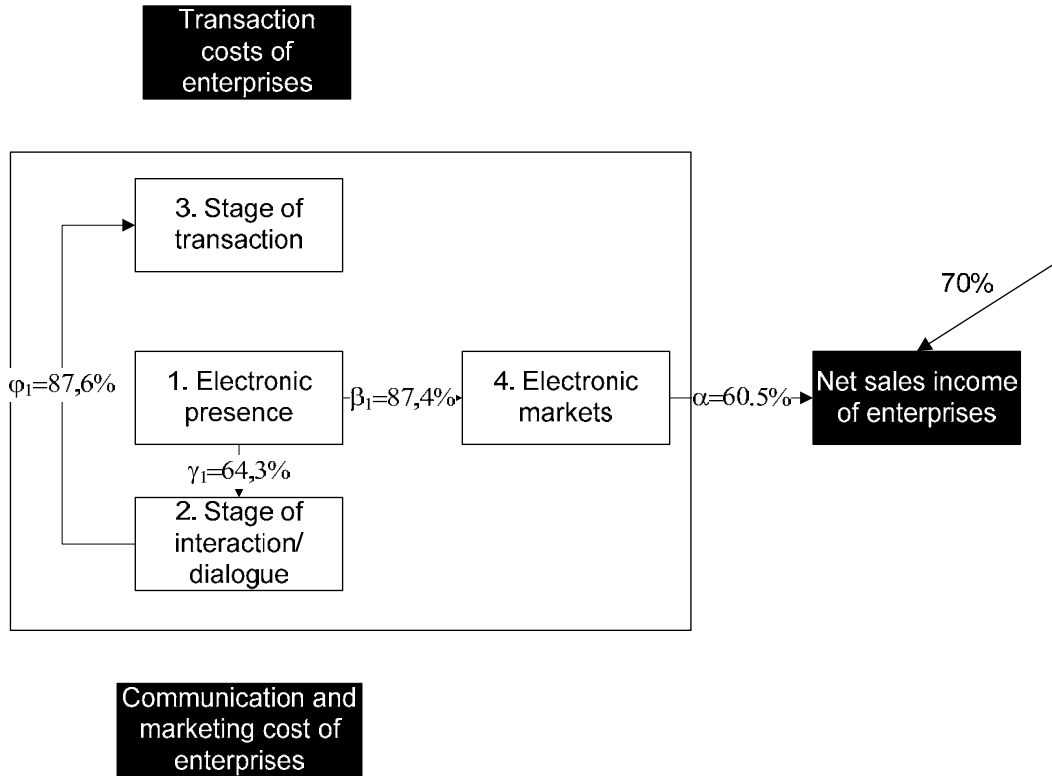 Transaction
costs of
enterprises
3. Stage of
transaction
70%
φ₁=87,6%
1. Electronic
presence
β₁=87,4%
4. Electronic
markets
α=60.5%
Net sales income
of enterprises
γ₁=64,3%
2. Stage of
interaction/
dialogue
Communication and
marketing cost of
enterprises